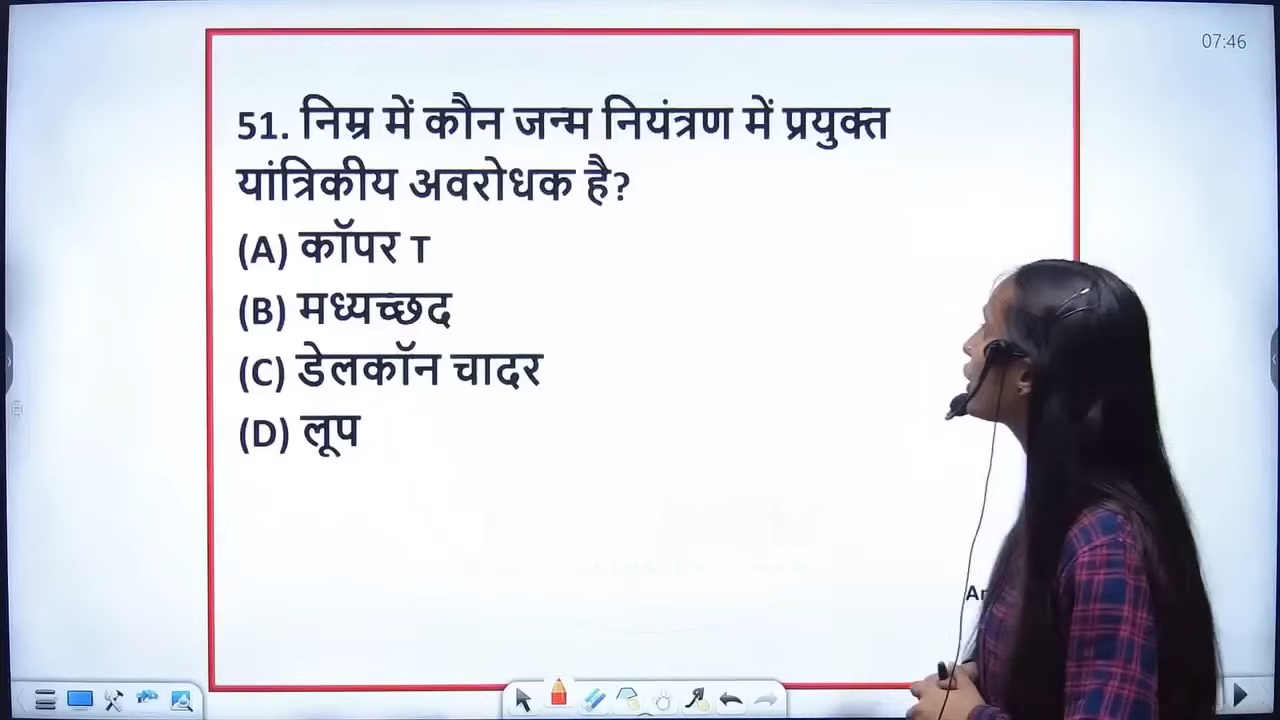 07:46
51. निम्न में कौन जन्म नियंत्रण में प्रयुक्त
यांत्रिकीय अवरोधक है?
(A) कॉपर T
(B) मध्यच्छद
(C) डेलकॉन चादर
(D) लूप